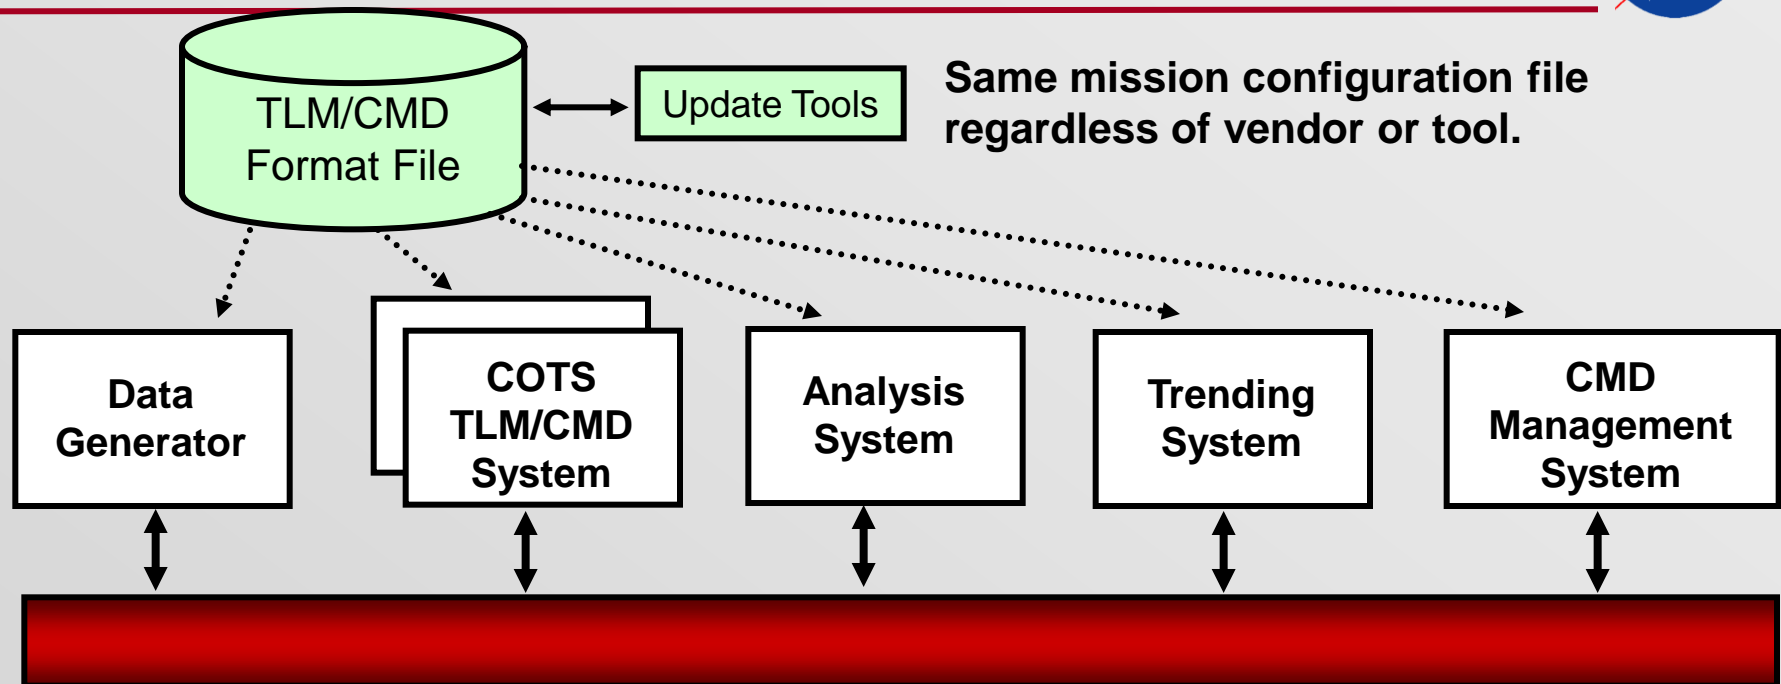 TLM/CMD
Format File
Update Tools
Same mission configuration file
regardless of vendor or tool.
Data
Generator
COTS
TLM/CMD
System
Analysis
System
Trending
System
CMD
Management
System